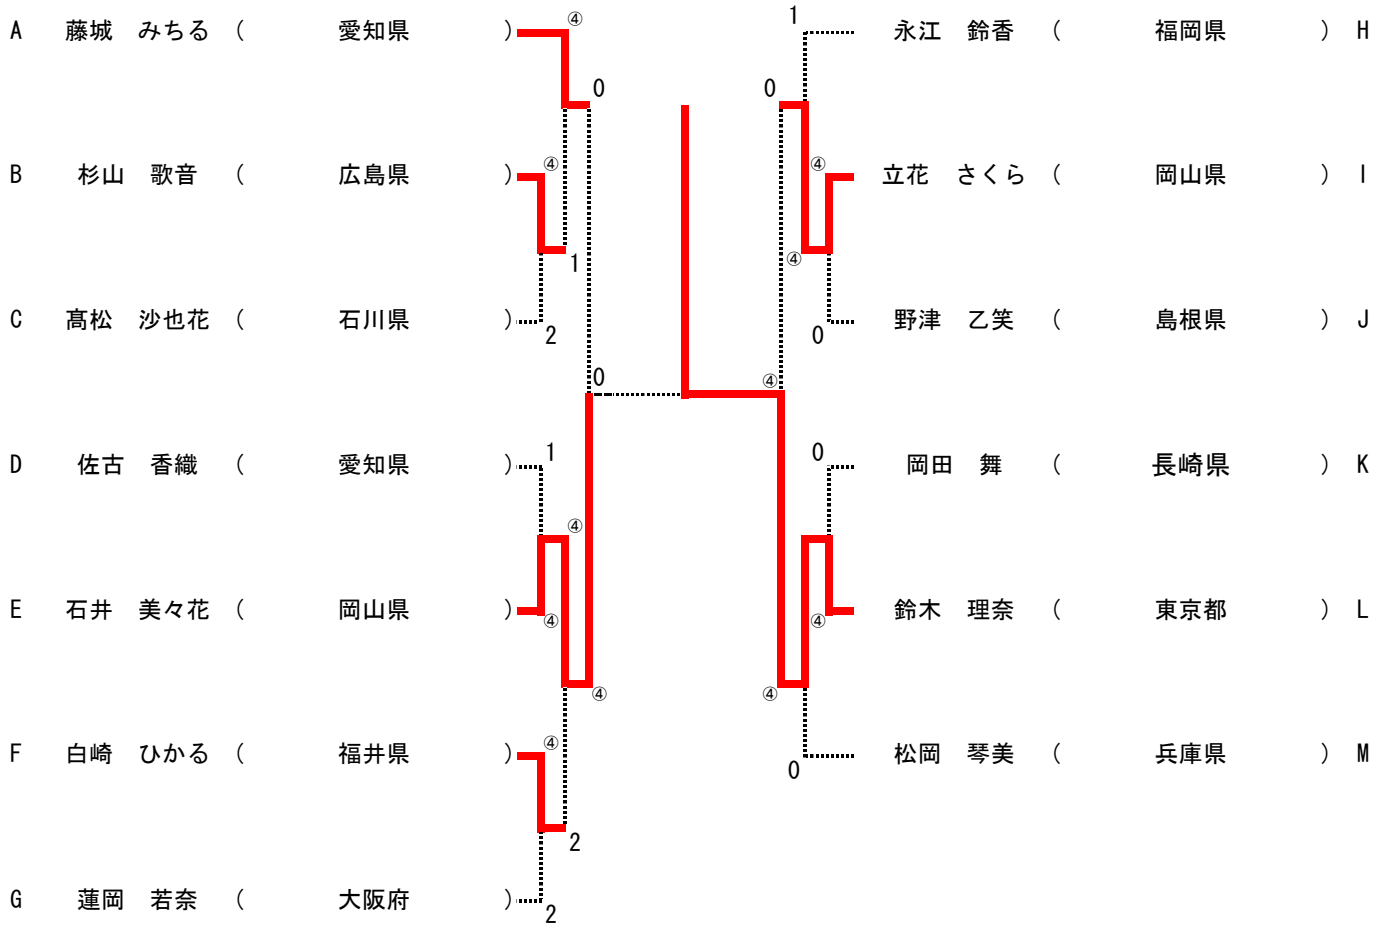 ④ 1
A 藤城 みちる ( 愛知県 ) 永江 鈴香 ( 福岡県 ) H
0 0
④ ④
B 杉山 歌音 ( 広島県 ) 立花 さくら ( 岡山県 ) I
1 ④
C 髙松 沙也花 ( 石川県 ) 野津 乙笑 ( 島根県 ) J
2 0
0 ④
1 0
D 佐古 香織 ( 愛知県 ) 岡田 舞 ( 長崎県 ) K
④
E 石井 美々花 ( 岡山県 ) 鈴木 理奈 ( 東京都 ) L
④ ④
④ ④
④
F 白崎 ひかる ( 福井県 ) 松岡 琴美 ( 兵庫県 ) M
0
2
G 蓮岡 若奈 ( 大阪府 )
2